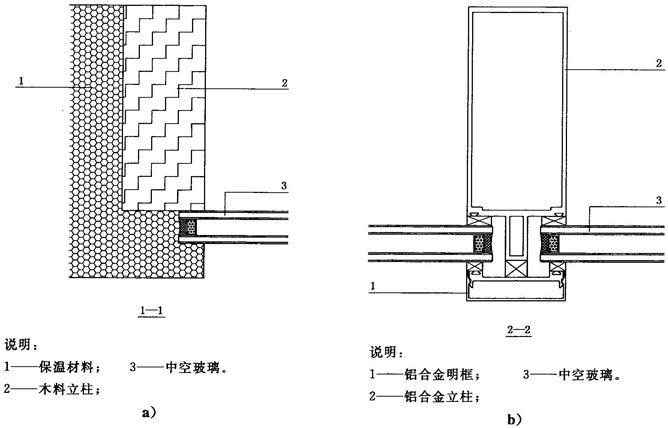 1
2
3
1—1
说明：
1——保温材料； 3——中空玻璃。
2——木料立柱；
a）
2
3
1
2—2
说明：
1——铝合金明框； 3——中空玻璃。
2——铝合金立柱；
b）